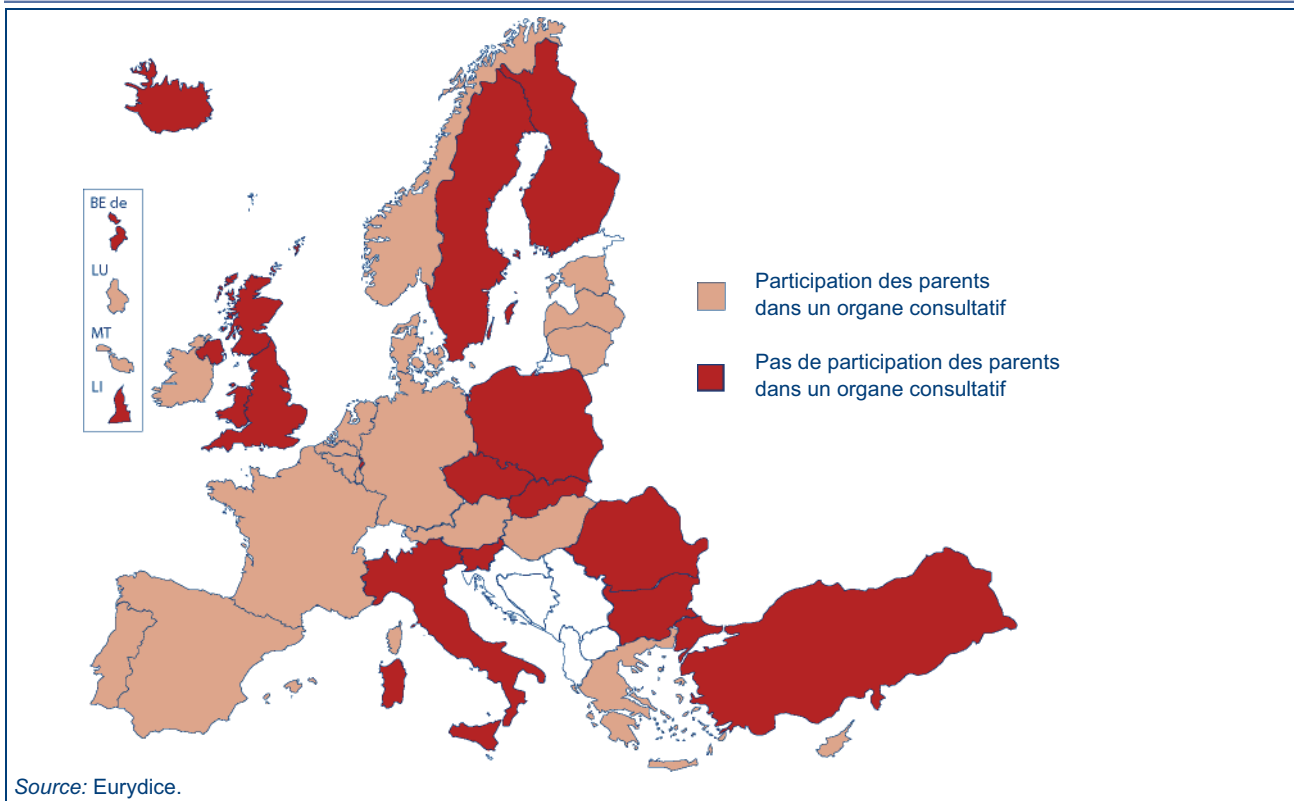 BE de
LU
MT
LI
Participation des parents
dans un organe consultatif
Pas de participation des parents
dans un organe consultatif
Source: Eurydice.